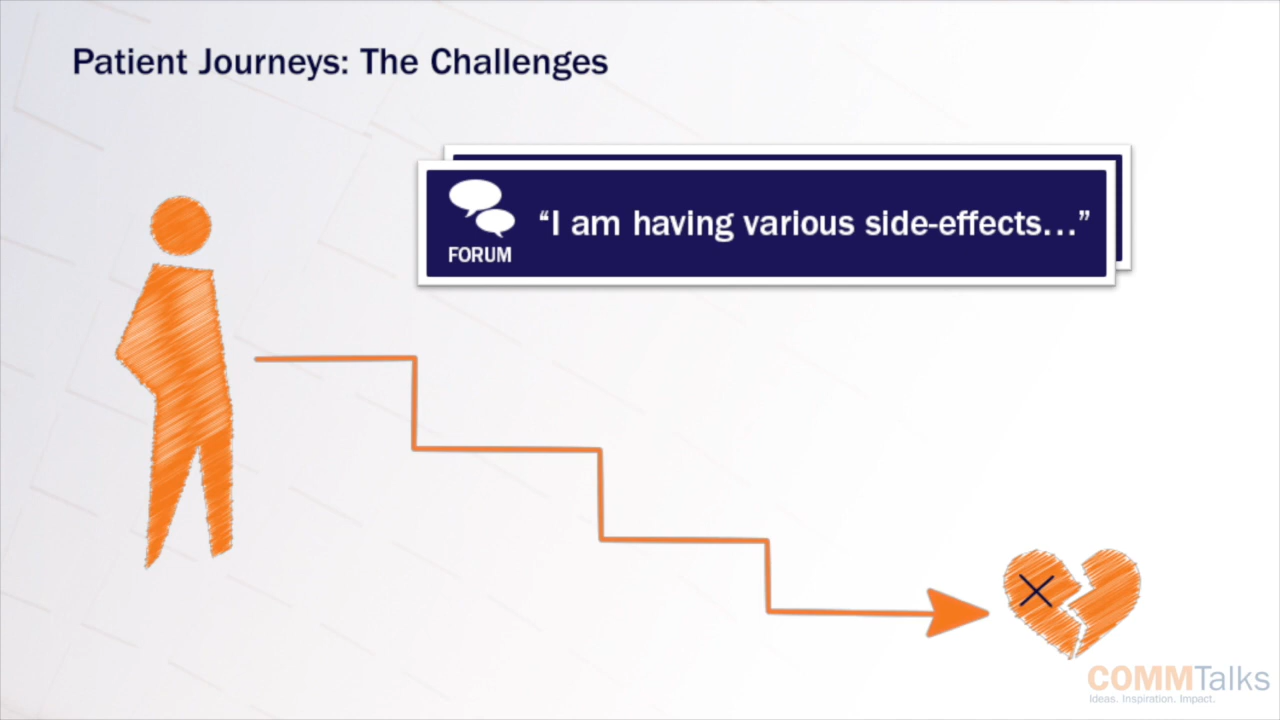 Patient Journeys: The Challenges
“I am having various side-effects...”
FORUM
COMMTalks
Ideas. Inspiration. Impact.